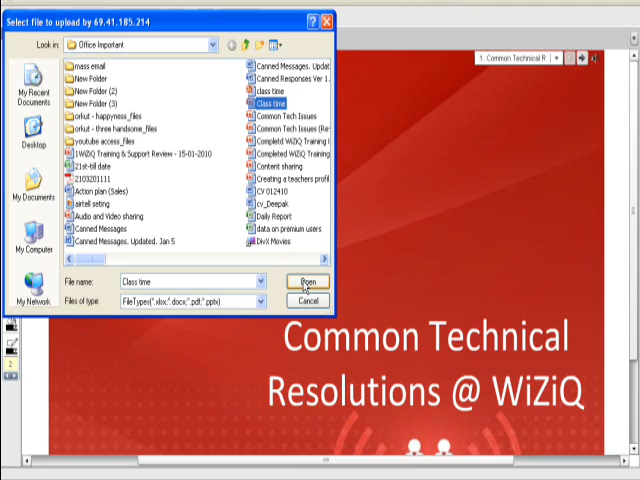 Select file to upload by 69.41.185.214
Look in:
Office Important
My Recent
Documents
Desktop
My Documents
My Computer
My Network
mass email
New Folder
New Folder (2)
New Folder (3)
orkut - happyness_files
orkut - three handsome_files
youtube access_files
1WiZiQ Training & Support Review - 15-01-2010
21st-till date
2103201111
Action plan (Sales)
airtell seting
Audio and Video sharing
Canned Messages
Canned Messages. Updated. Jan 5
Canned Messages. Updat
Canned Responses Ver 1.
class time
Class time
Common Tech Issues
Common Tech Issues (Re
Completed WiZiQ Training &
Completed WiZiQ Training
Content sharing
Creating a teachers profil
CV 012410
cv_Deepak
Daily Report
data on premium users
DivX Movies
File name:
Class time
Open
Files of type:
FileTypes(*.xlsx;*.docx;*.pdf;*.pptx)
Cancel
1. Common Technical R
2
Common Technical
Resolutions @ WiZiQ